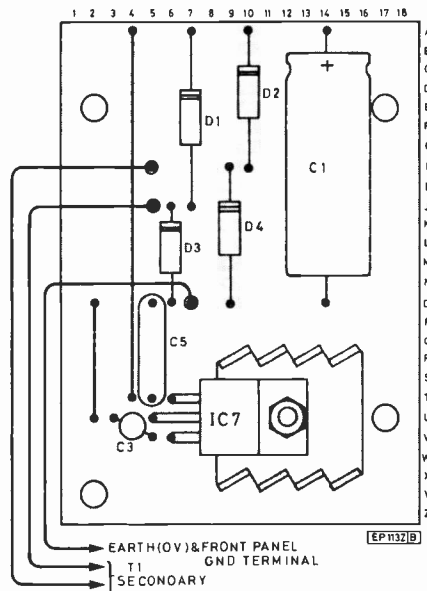 1 2 3 4 5 6 7 8 9 10 11 12 13 14 15 16 17 18
A
B
C
D
E
F
G
H
I
J
K
L
M
N
O
P
Q
R
S
T
U
V
W
X
Y
Z
D1
D2
+
C1
D3
D4
C5
C3
IC7
EP1132 B
EARTH(0V)&FRONT PANEL
GND TERMINAL
T1
SECONDARY